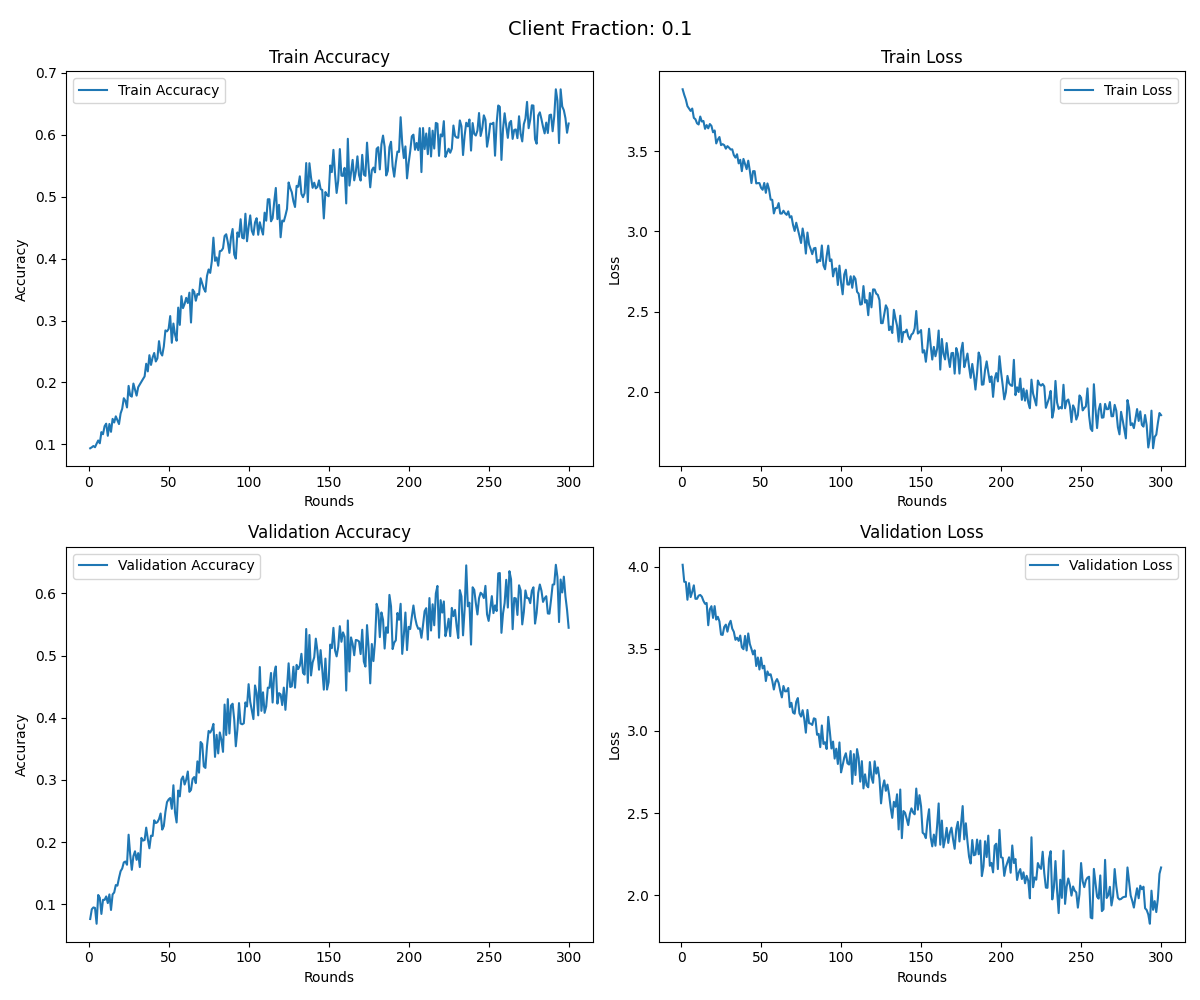 Client Fraction: 0.1
Train Accuracy
Train Accuracy
0.7
0.6
0.5
0.4
0.3
0.2
0.1
Accuracy
0 50 100 150 200 250 300
Rounds
Train Loss
Train Loss
3.5
3.0
2.5
2.0
Loss
0 50 100 150 200 250 300
Rounds
Validation Accuracy
Validation Accuracy
0.6
0.5
0.4
0.3
0.2
0.1
Accuracy
0 50 100 150 200 250 300
Rounds
Validation Loss
Validation Loss
4.0
3.5
3.0
2.5
2.0
Loss
0 50 100 150 200 250 300
Rounds